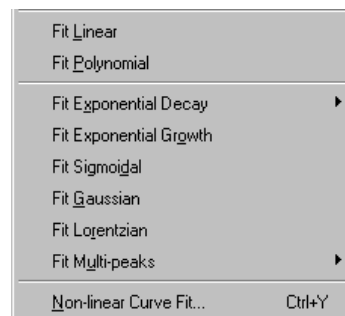 Fit Linear
Fit Polynomial
Fit Exponential Decay
Fit Exponential Growth
Fit Sigmoidal
Fit Gaussian
Fit Lorentzian
Fit Multi-peaks
Non-linear Curve Fit... Ctrl+Y